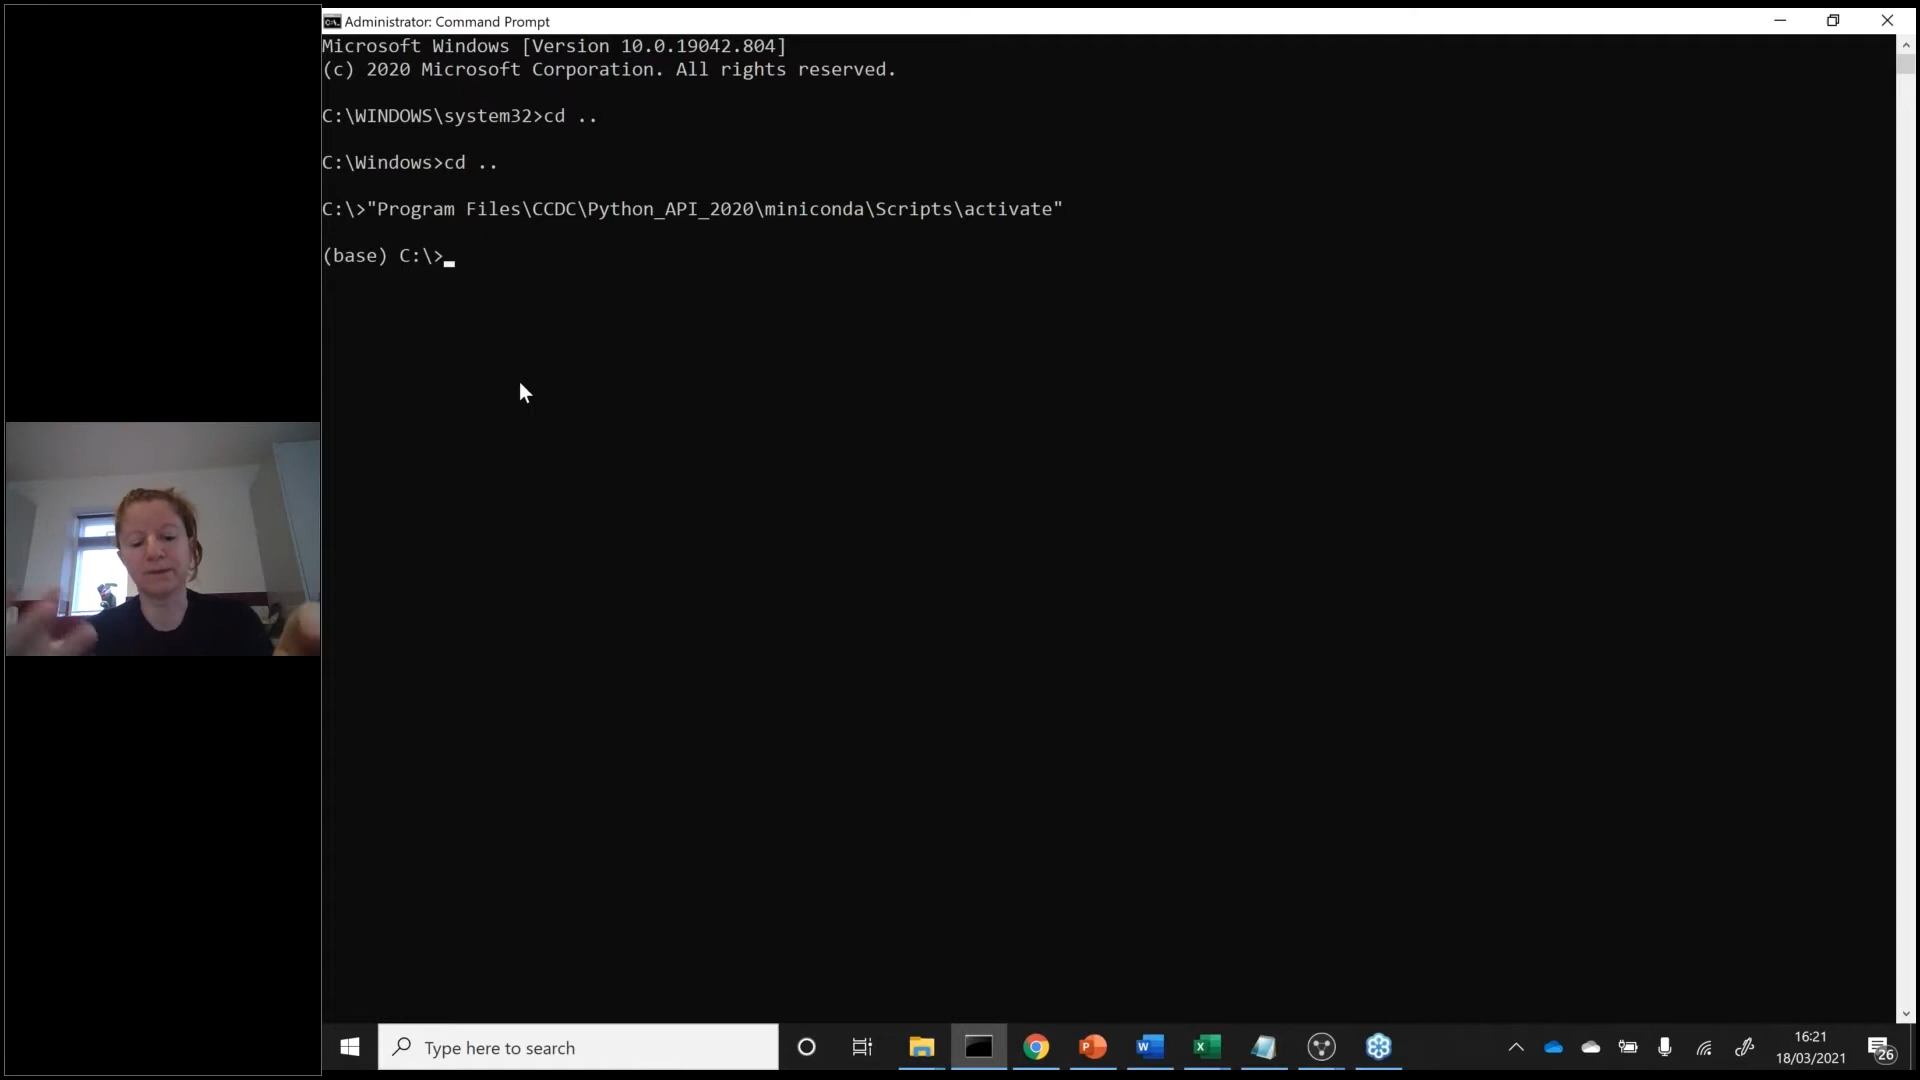 Administrator: Command Prompt
Microsoft Windows [Version 10.0.19042.804]
(c) 2020 Microsoft Corporation. All rights reserved.
C:\WINDOWS\system32>cd ..
C:\Windows>cd ..
C:\>"Program Files\CCDC\Python_API_2020\miniconda\Scripts\activate"
(base) C:\>
Type here to search
16:21
18/03/2021
26